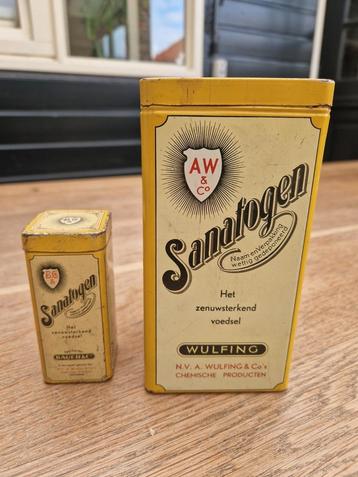 AW
& Co
Sanatogen
Naam en Verpakking
wettig gedeponeerd
Het
zenuwsterkend
voedsel
WULFING
N.V. A. WULFING & Co's
CHEMISCHE PRODUCTEN
Sanatogen
Het
zenuwsterkend
voedsel